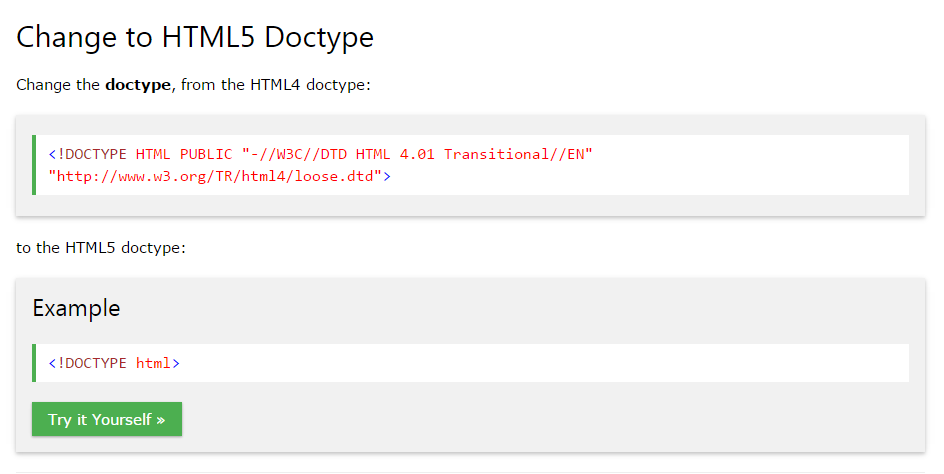 Change to HTML5 Doctype
Change the doctype, from the HTML4 doctype:
<!DOCTYPE HTML PUBLIC "-//W3C//DTD HTML 4.01 Transitional//EN"
"http://www.w3.org/TR/html4/loose.dtd">
to the HTML5 doctype:
Example
<!DOCTYPE html>
Try it Yourself »